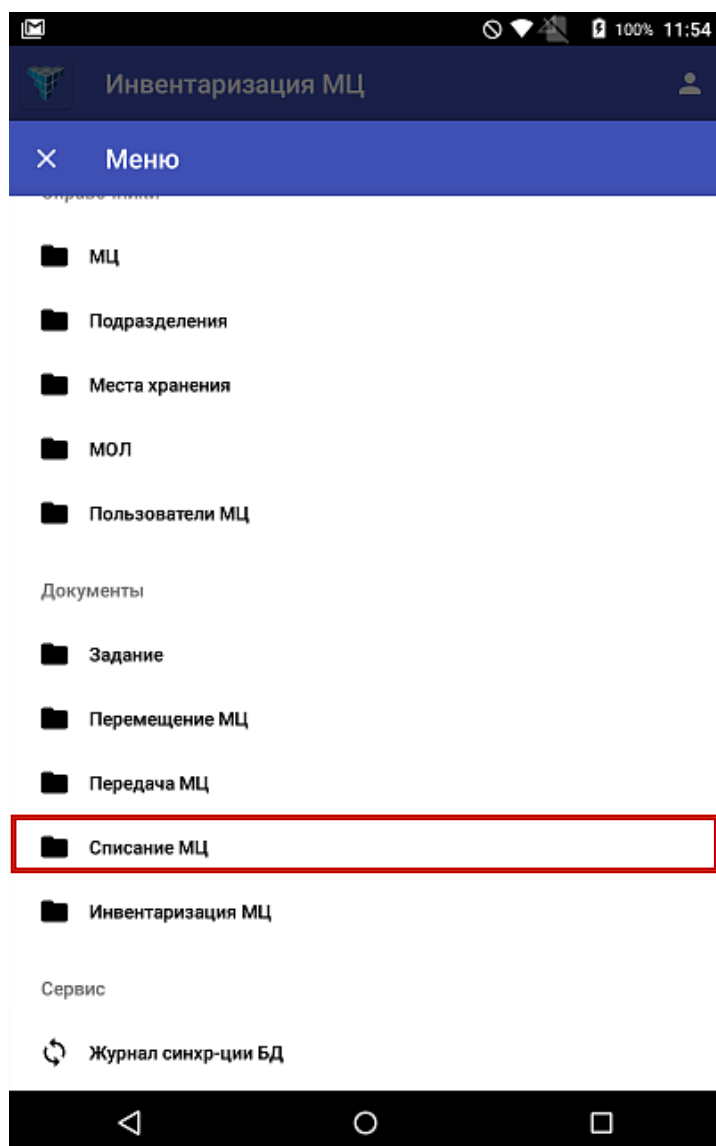 100% 11:54
Инвентаризация МЦ
Меню
Справочники
МЦ
Подразделения
Места хранения
МОЛ
Пользователи МЦ
Документы
Задание
Перемещение МЦ
Передача МЦ
Списание МЦ
Инвентаризация МЦ
Сервис
Журнал синхр-ции БД